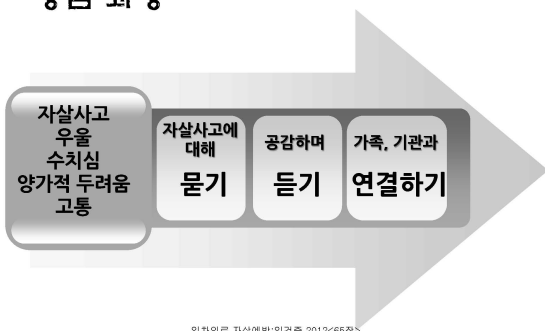 자살사고
우울
수치심
양가적 두려움
고통
자살사고에
대해
묻기
공감하며
듣기
가족, 기관과
연결하기